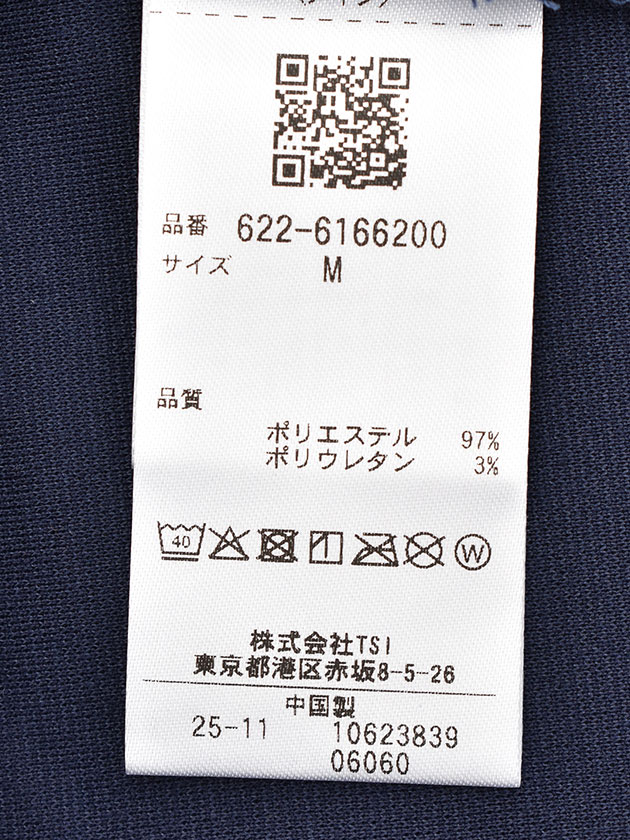 品番 622-6166200
サイズ M
品質
ポリエステル 97%
ポリウレタン 3%
40
W
株式会社TSI
東京都港区赤坂8-5-26
中国製
25-11 10623839
06060